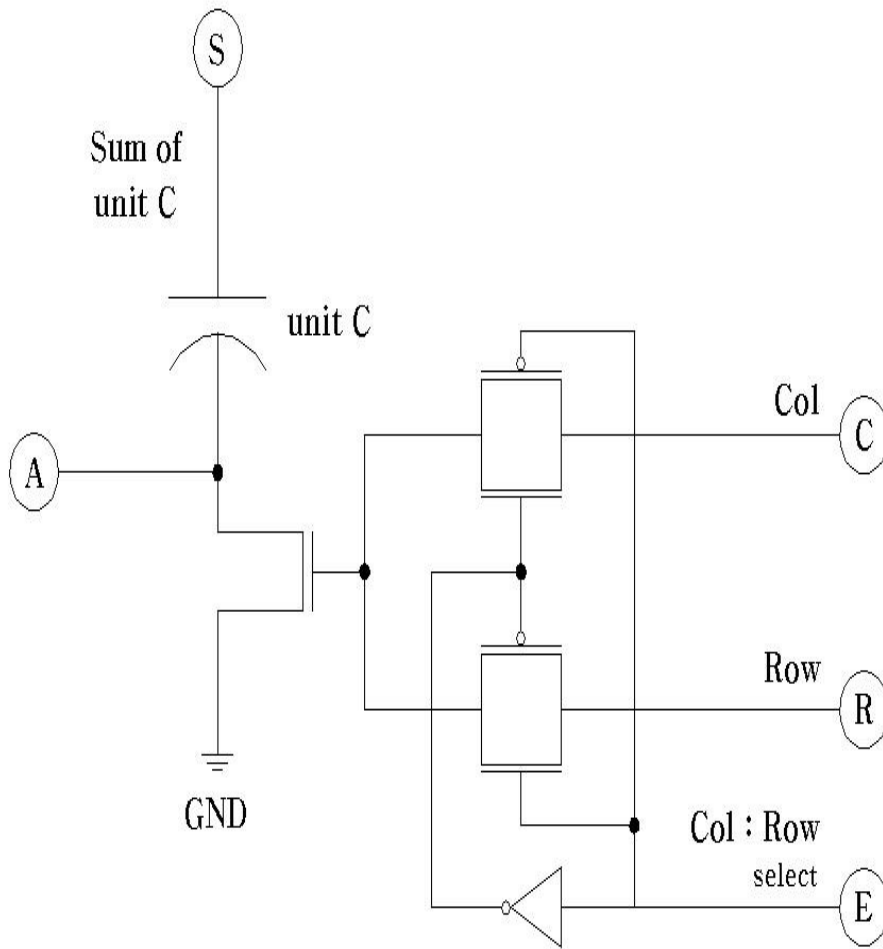 S
Sum of
unit C
unit C
Col
C
A
Row
R
GND
Col : Row
select
E